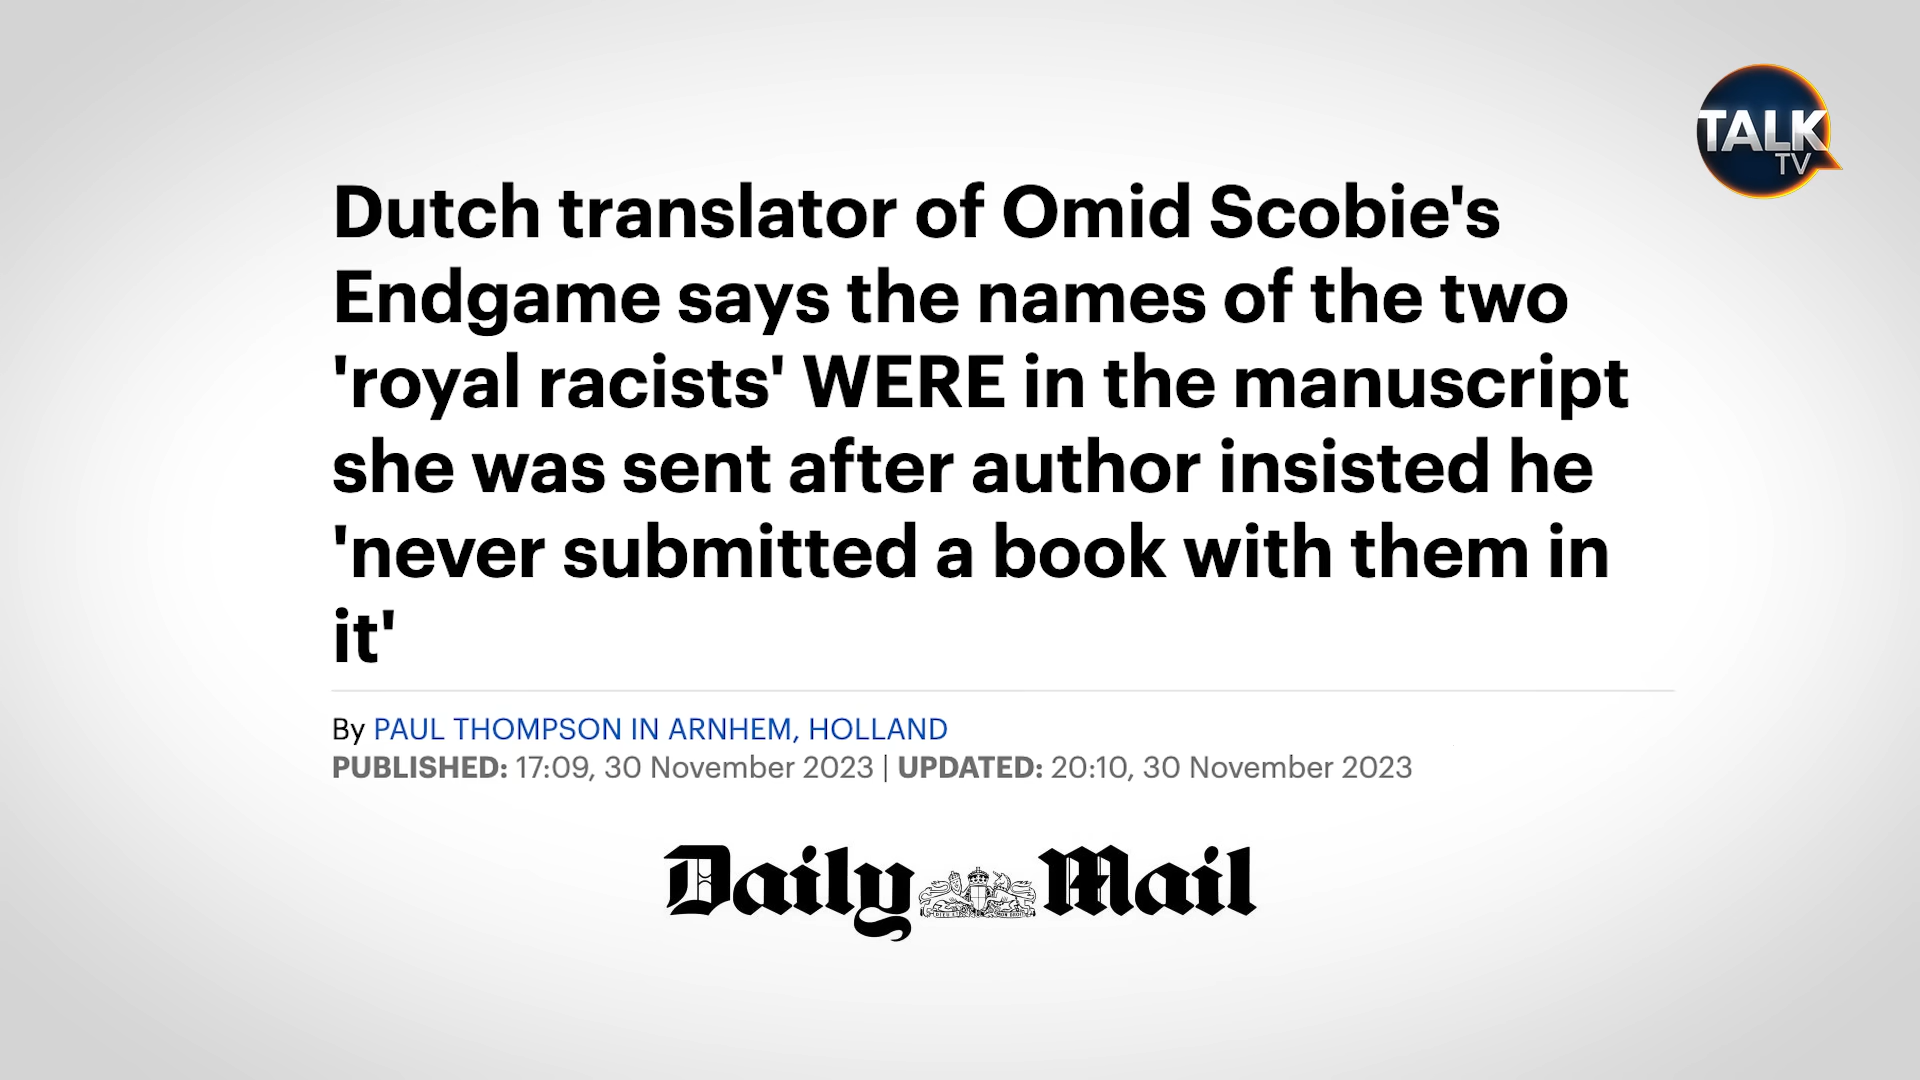 TALK
TV
Dutch translator of Omid Scobie's
Endgame says the names of the two
'royal racists' WERE in the manuscript
she was sent after author insisted he
'never submitted a book with them in
it'
By PAUL THOMPSON IN ARNHEM, HOLLAND
PUBLISHED: 17:09, 30 November 2023 | UPDATED: 20:10, 30 November 2023
Daily Mail